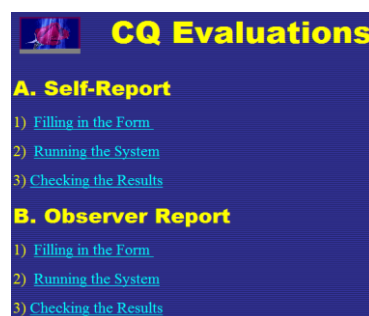 CQ Evaluations
A. Self-Report
1) Filling in the Form
2) Running the System
3) Checking the Results
B. Observer Report
1) Filling in the Form
2) Running the System
3) Checking the Results